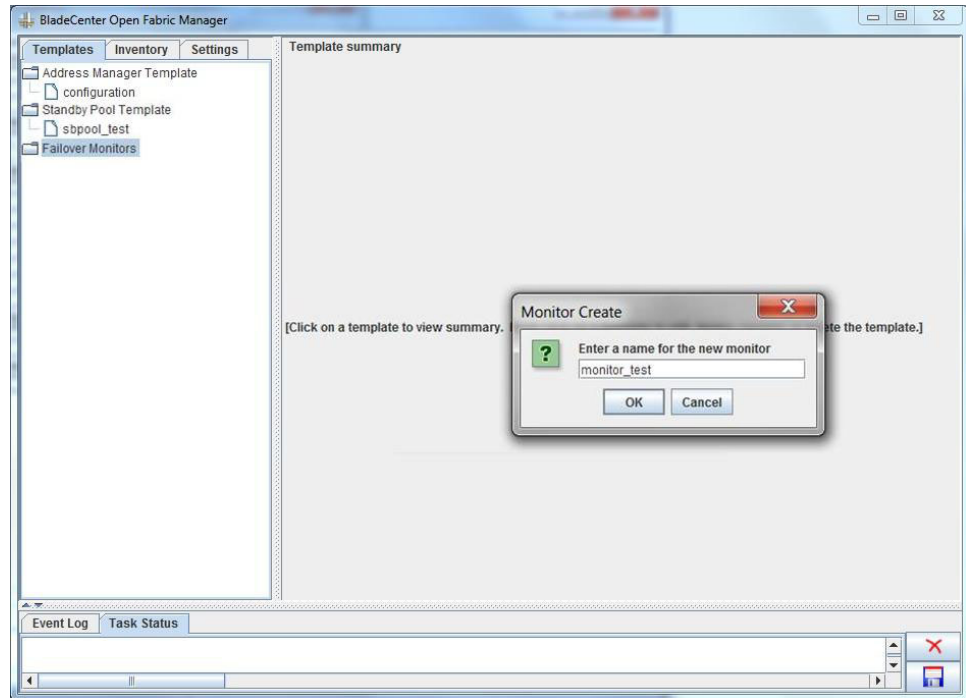 BladeCenter Open Fabric Manager
Templates Inventory Settings
Template summary
Address Manager Template
configuration
Standby Pool Template
sbpool_test
Failover Monitors
Monitor Create
[Click on a template to view summary. ete the template.]
Enter a name for the new monitor
monitor_test
OK Cancel
Event Log Task Status